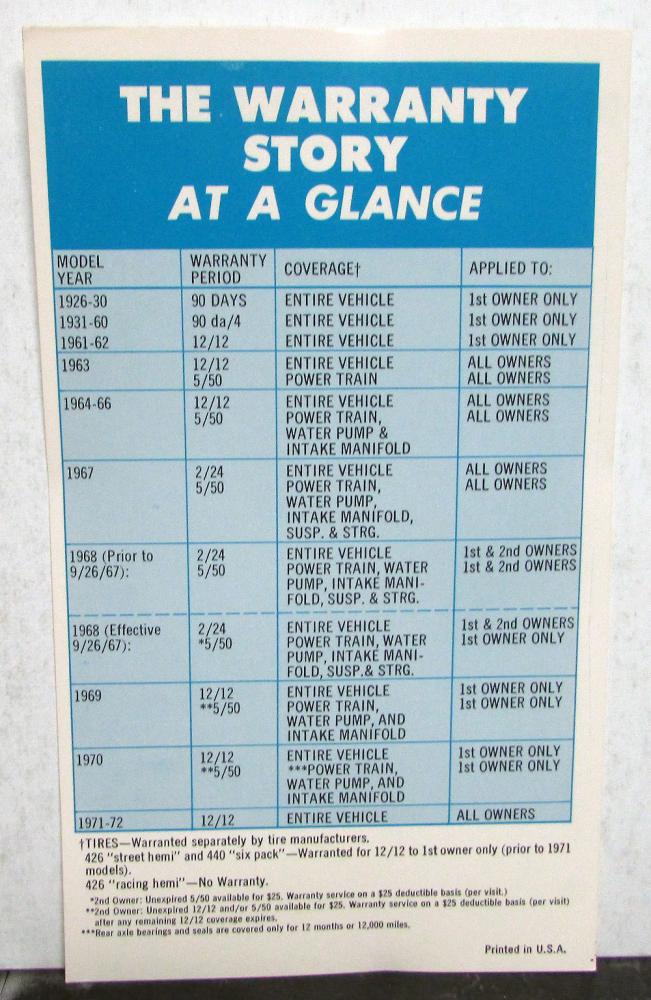 THE WARRANTY
STORY
AT A GLANCE
MODEL YEAR WARRANTY PERIOD COVERAGE† APPLIED TO:
1926-30 90 DAYS ENTIRE VEHICLE 1st OWNER ONLY
1931-60 90 da/4 ENTIRE VEHICLE 1st OWNER ONLY
1961-62 12/12 ENTIRE VEHICLE 1st OWNER ONLY
1963 12/12 ENTIRE VEHICLE ALL OWNERS
5/50 POWER TRAIN ALL OWNERS
1964-66 12/12 ENTIRE VEHICLE ALL OWNERS
5/50 POWER TRAIN, ALL OWNERS
WATER PUMP &
INTAKE MANIFOLD
1967 2/24 ENTIRE VEHICLE ALL OWNERS
5/50 POWER TRAIN, ALL OWNERS
WATER PUMP,
INTAKE MANIFOLD,
SUSP. & STRG.
1968 (Prior to 2/24 ENTIRE VEHICLE 1st & 2nd OWNERS
9/26/67): 5/50 POWER TRAIN, WATER 1st & 2nd OWNERS
PUMP, INTAKE MANI-
FOLD, SUSP. & STRG.
1968 (Effective 2/24 ENTIRE VEHICLE 1st & 2nd OWNERS
9/26/67): *5/50 POWER TRAIN, WATER 1st OWNER ONLY
PUMP, INTAKE MANI-
FOLD, SUSP.& STRG.
1969 12/12 ENTIRE VEHICLE 1st OWNER ONLY
**5/50 POWER TRAIN, 1st OWNER ONLY
WATER PUMP, AND
INTAKE MANIFOLD
1970 12/12 ENTIRE VEHICLE 1st OWNER ONLY
**5/50 ***POWER TRAIN, 1st OWNER ONLY
WATER PUMP, AND
INTAKE MANIFOLD
1971-72 12/12 ENTIRE VEHICLE ALL OWNERS
†TIRES—Warranted separately by tire manufacturers.
426 "street hemi" and 440 "six pack"—Warranted for 12/12 to 1st owner only (prior to 1971
models).
426 "racing hemi"—No Warranty.
*2nd Owner: Unexpired 5/50 available for $25. Warranty service on a $25 deductible basis (per visit.)
**2nd Owner: Unexpired 12/12 and/or 5/50 available for $25. Warranty service on a $25 deductible basis (per visit)
after any remaining 12/12 coverage expires.
***Rear axle bearings and seals are covered only for 12 months or 12,000 miles.
Printed in U.S.A.